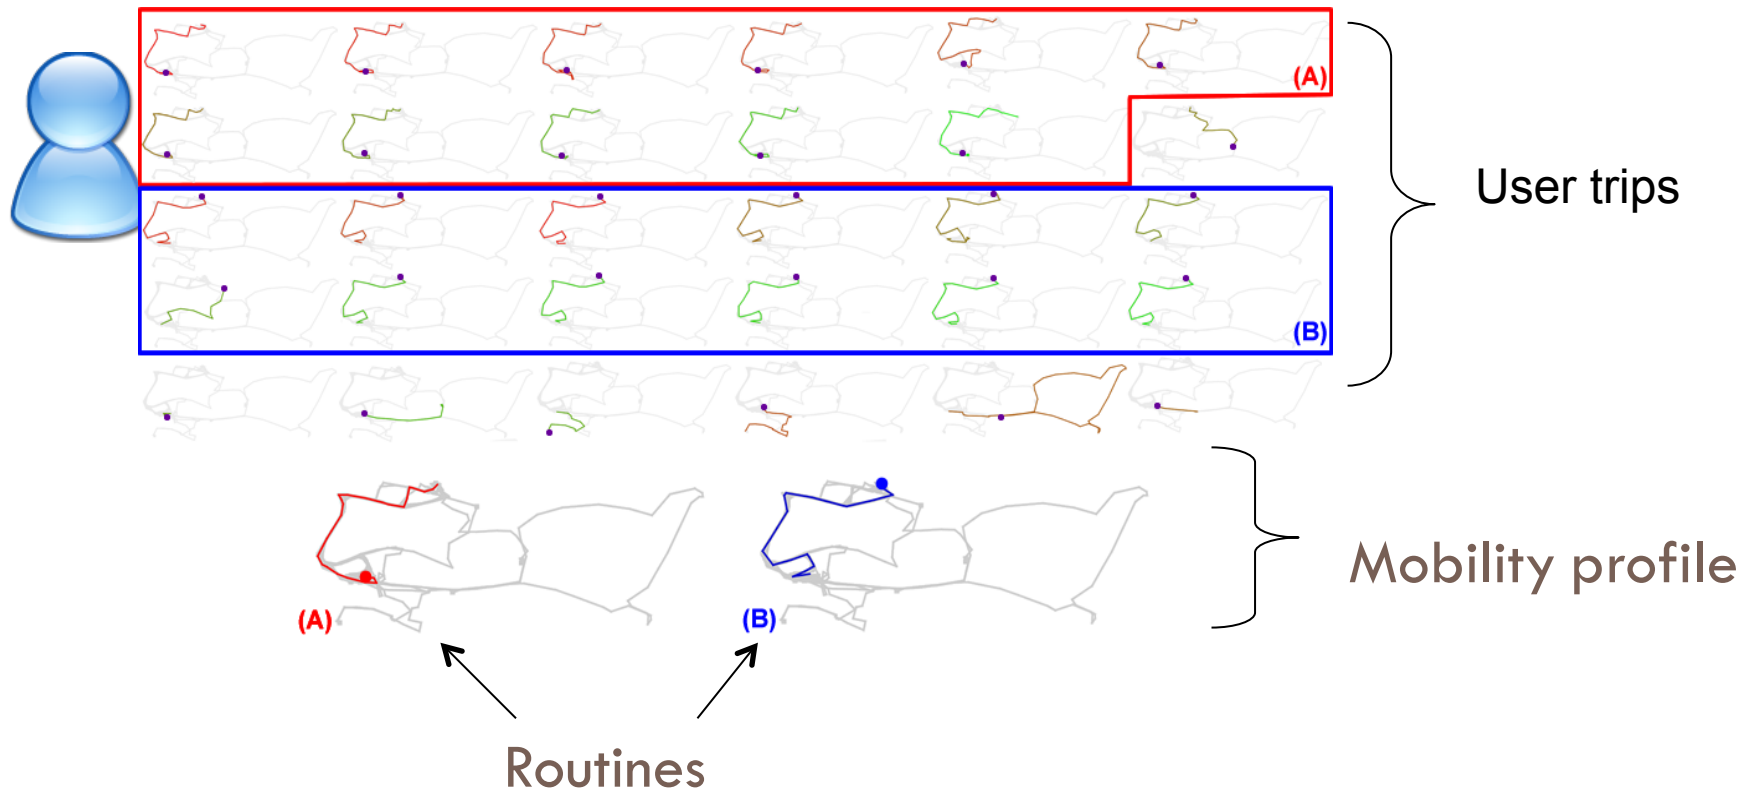 (A)
User trips
(B)
Mobility profile
(A)
(B)
Routines